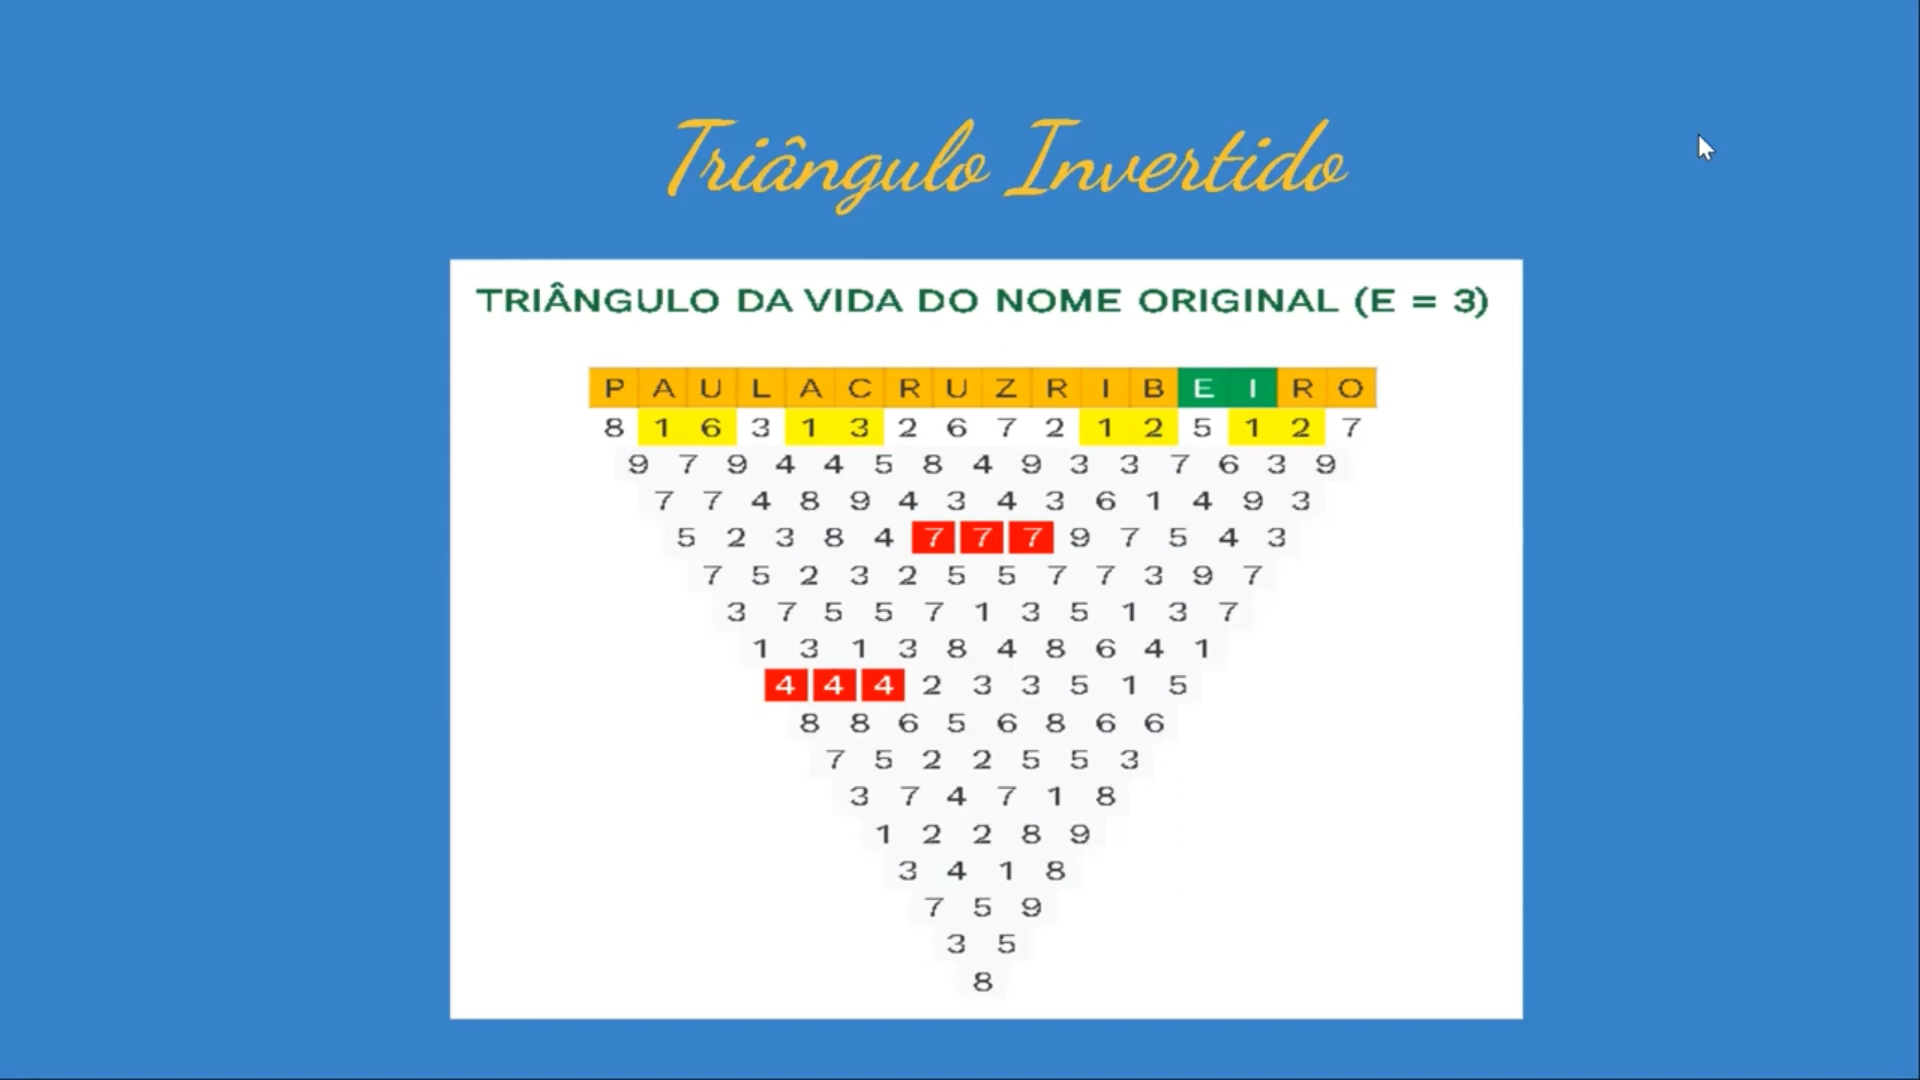 Triângulo Invertido
TRIÂNGULO DA VIDA DO NOME ORIGINAL (E = 3)
P A U L A C R U Z R I B E I R O
8 1 6 3 1 3 2 6 7 2 1 2 5 1 2 7
9 7 9 4 4 5 8 4 9 3 3 7 6 3 9
7 7 4 8 9 4 3 4 3 6 1 4 9 3
5 2 3 8 4 7 7 7 9 7 5 4 3
7 5 2 3 2 5 5 7 7 3 9 7
3 7 5 5 7 1 3 5 1 3 7
1 3 1 3 8 4 8 6 4 1
4 4 4 2 3 3 5 1 5
8 8 6 5 6 8 6 6
7 5 2 2 5 5 3
3 7 4 7 1 8
1 2 2 8 9
3 4 1 8
7 5 9
3 5
8